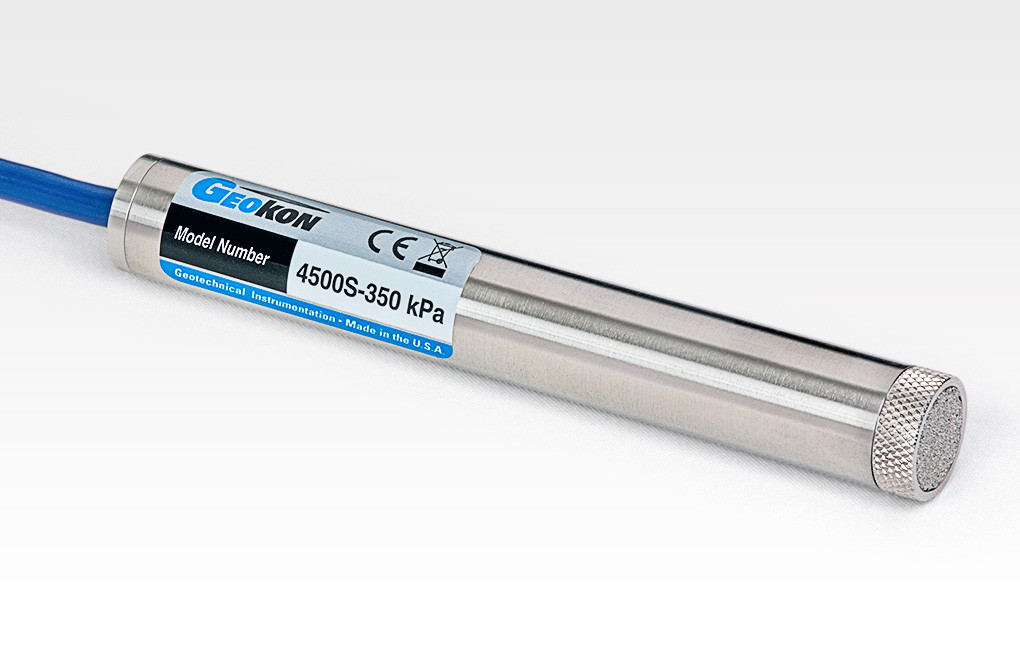 GEOKON
CE
Model Number
4500S-350 kPa
Geotechnical Instrumentation • Made in the U.S.A.